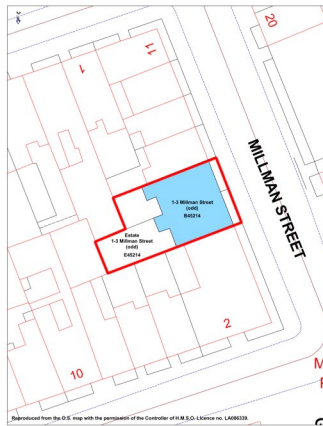 11
1
20
MILLMAN STREET
1-3 Millman Street
(odd)
B45214
Estate
1-3 Millman Street
(odd)
E45214
2
10
Reproduced from the O.S. map with the permission of the Controller of H.M.S.O. Licence no. LA086339.